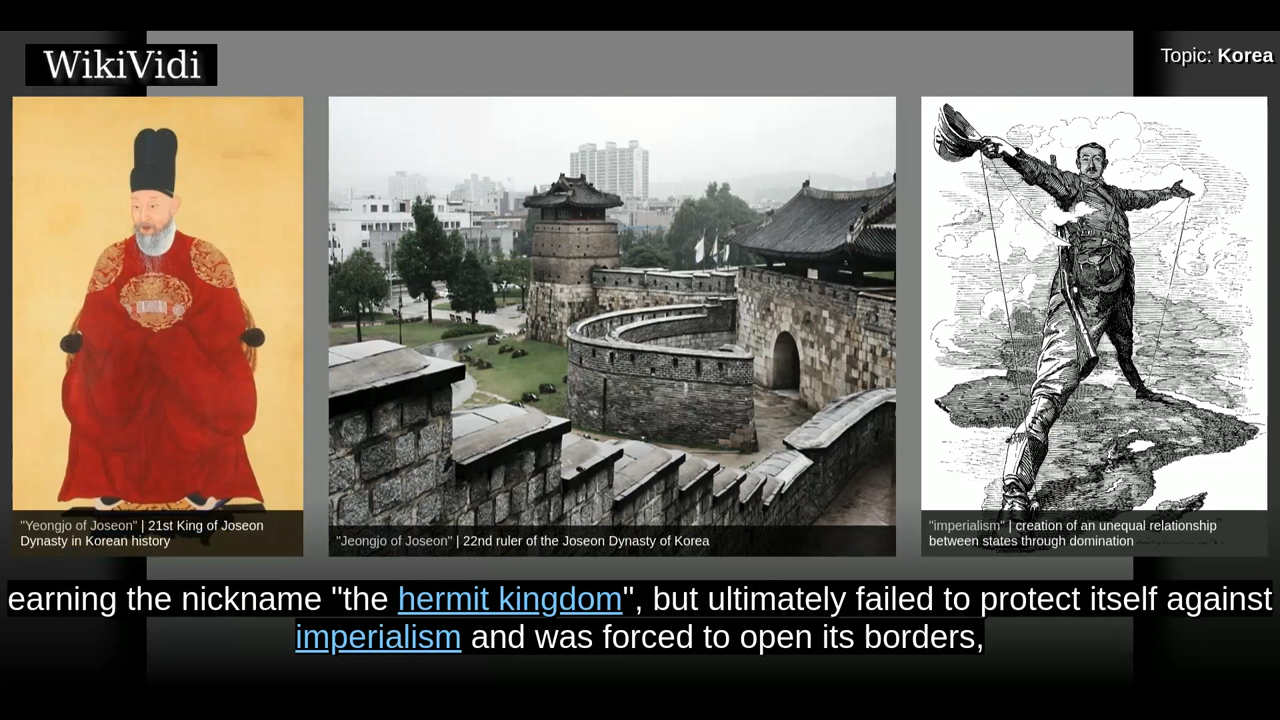 WikiVidi
Topic: Korea
"Yeongjo of Joseon" | 21st King of Joseon
Dynasty in Korean history
"Jeongjo of Joseon" | 22nd ruler of the Joseon Dynasty of Korea
"imperialism" | creation of an unequal relationship
between states through domination
earning the nickname "the hermit kingdom", but ultimately failed to protect itself against
imperialism and was forced to open its borders,